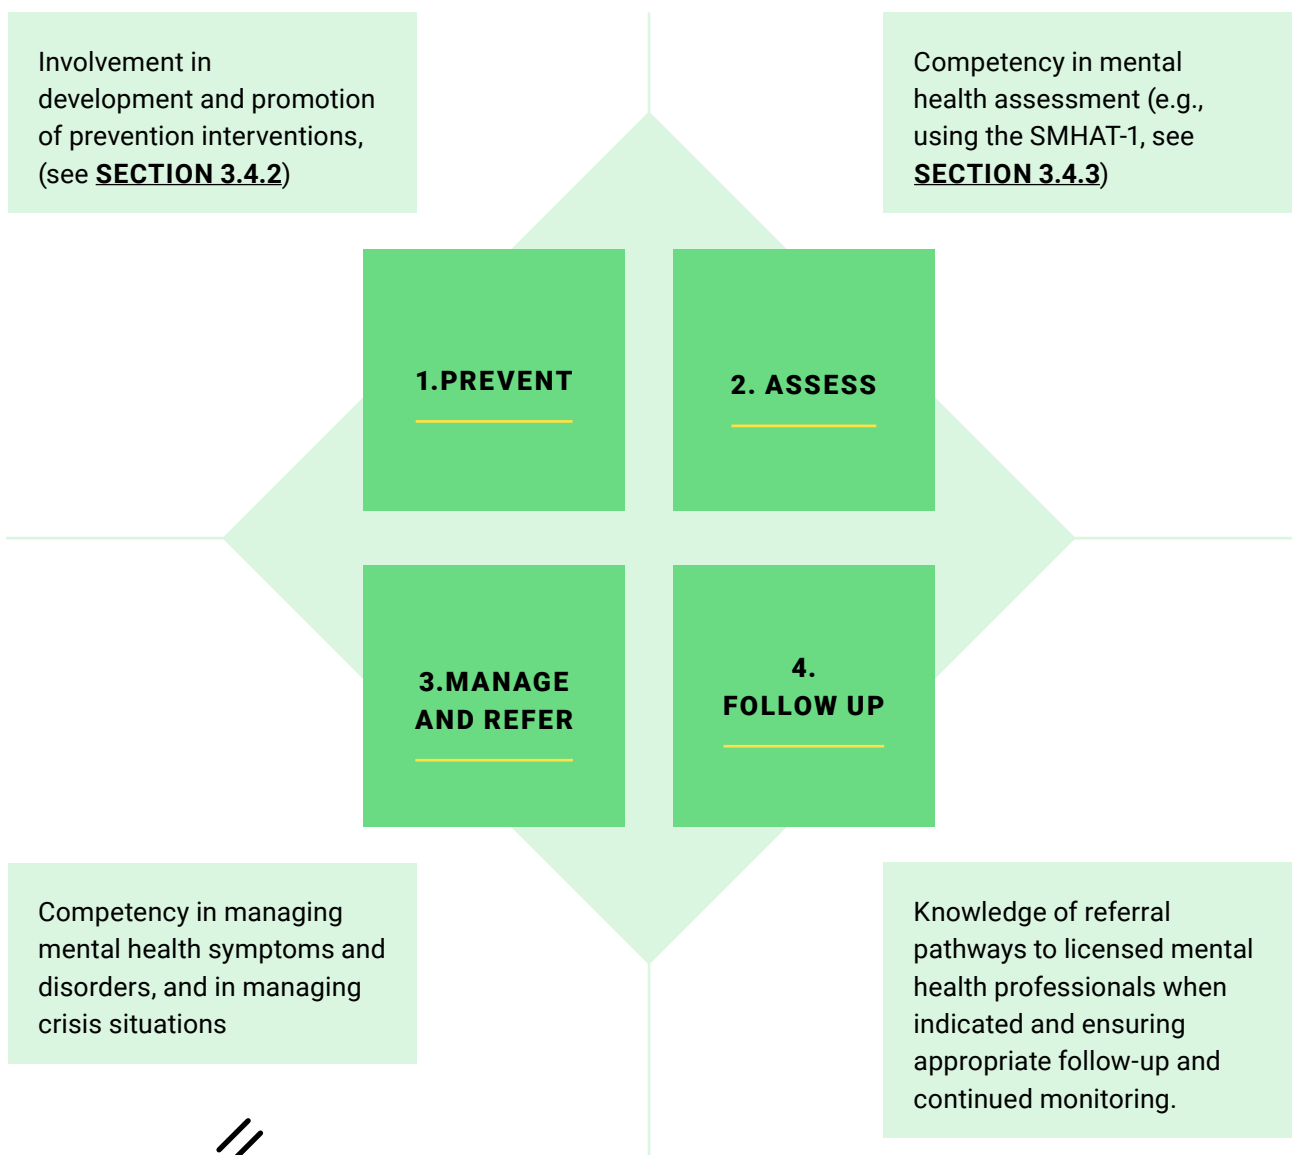 Involvement in
development and promotion
of prevention interventions,
(see SECTION 3.4.2)
Competency in mental
health assessment (e.g.,
using the SMHAT-1, see
SECTION 3.4.3)
1.PREVENT
2. ASSESS
3.MANAGE
AND REFER
4.
FOLLOW UP
Competency in managing
mental health symptoms and
disorders, and in managing
crisis situations
Knowledge of referral
pathways to licensed mental
health professionals when
indicated and ensuring
appropriate follow-up and
continued monitoring.